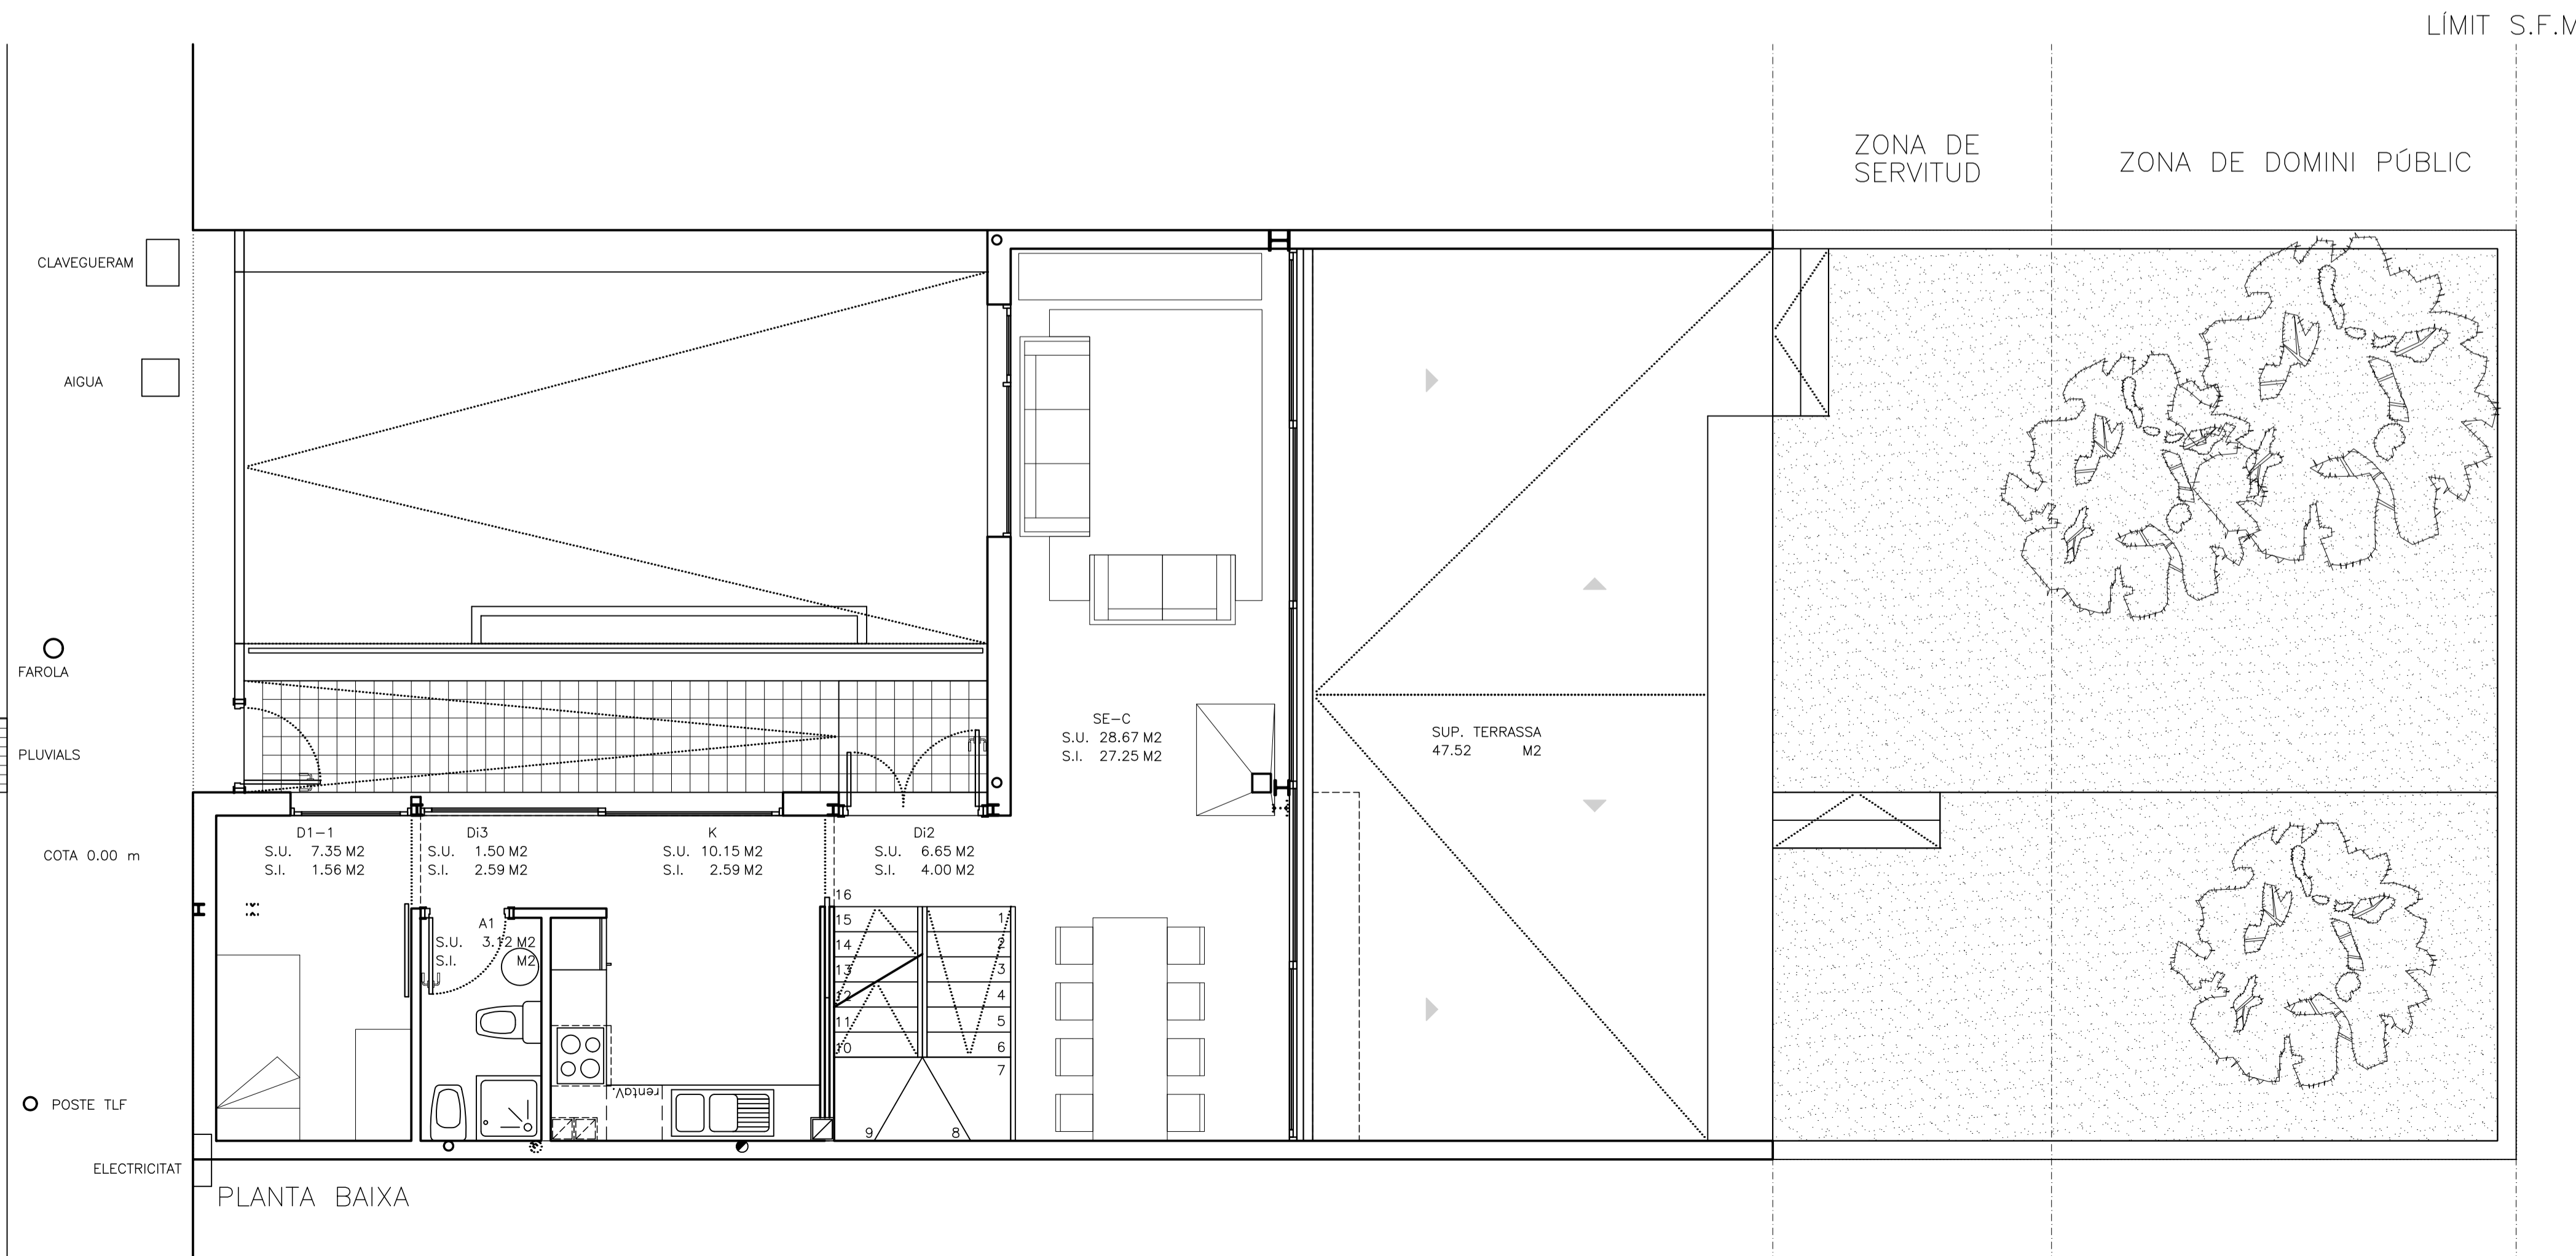 LÍMIT S.F.M
ZONA DE
SERVITUD
ZONA DE DOMINI PÚBLIC
CLAVEGUERAM
AIGUA
FAROLA
PLUVIALS
SE-C
S.U. 28.67 M2
S.I. 27.25 M2
SUP. TERRASSA
47.52 M2
COTA 0.00 m
D1-1
S.U. 7.35 M2
S.I. 1.56 M2
Di3
S.U. 1.50 M2
S.I. 2.59 M2
K
S.U. 10.15 M2
S.I. 2.59 M2
Di2
S.U. 6.65 M2
S.I. 4.00 M2
A1
S.U. 3.12 M2
S.I. M2
16
15
14
13
12
11
10
9
8
1
2
3
4
5
6
7
rentaV.
POSTE TLF
ELECTRICITAT
PLANTA BAIXA